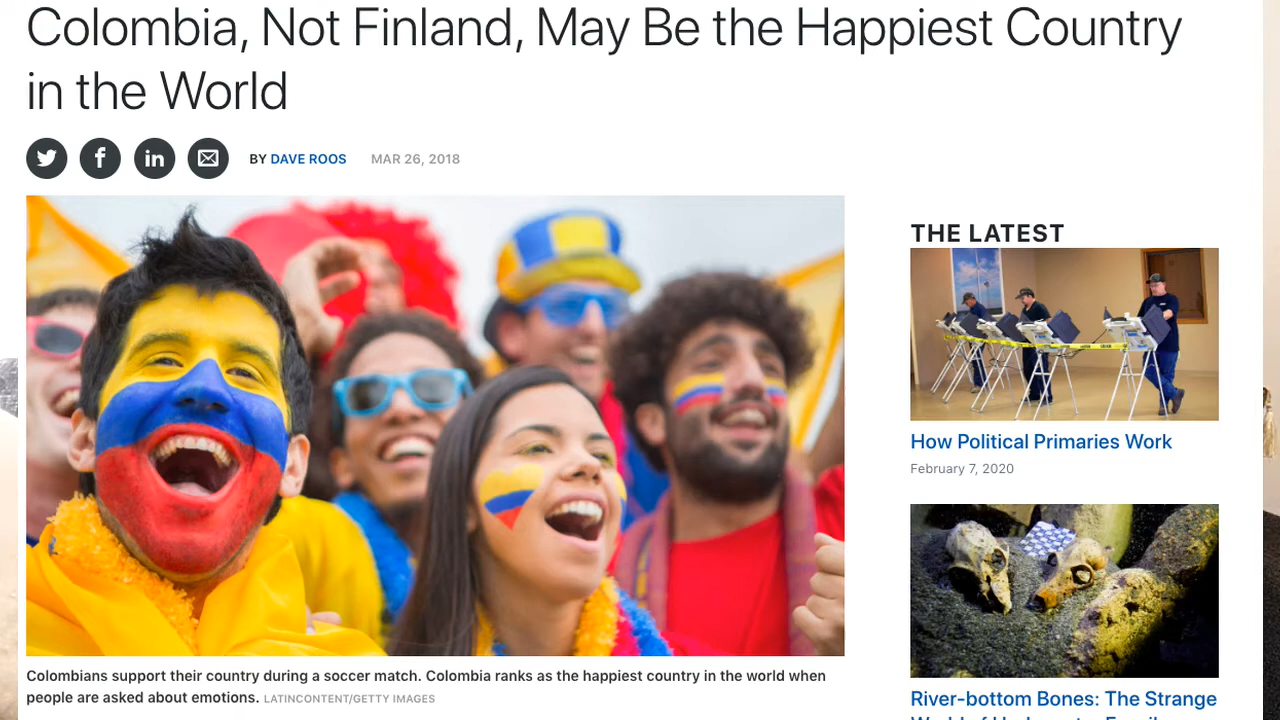 Colombia, Not Finland, May Be the Happiest Country
in the World
BY DAVE ROOS MAR 26, 2018
THE LATEST
How Political Primaries Work
February 7, 2020
Colombians support their country during a soccer match. Colombia ranks as the happiest country in the world when
people are asked about emotions. LATINCONTENT/GETTY IMAGES
River-bottom Bones: The Strange